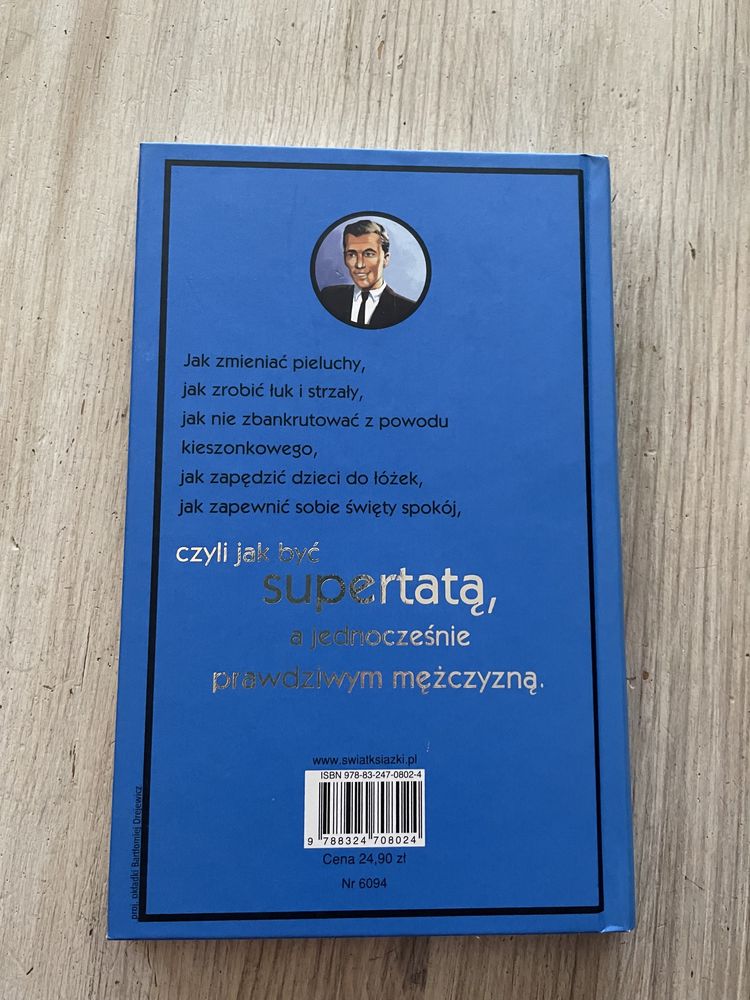 Jak zmieniać pieluchy,
jak zrobić łuk i strzały,
jak nie zbankrutować z powodu
kieszonkowego,
jak zapędzić dzieci do łóżek,
jak zapewnić sobie święty spokój,
czyli jak być
supertatą,
a jednocześnie
prawdziwym mężczyzną.
www.swiatksiazki.pl
ISBN 978-83-247-0802-4
9 788324 708024
Cena 24,90 zł
Nr 6094
proj. okładki Bartłomiej Drejewicz